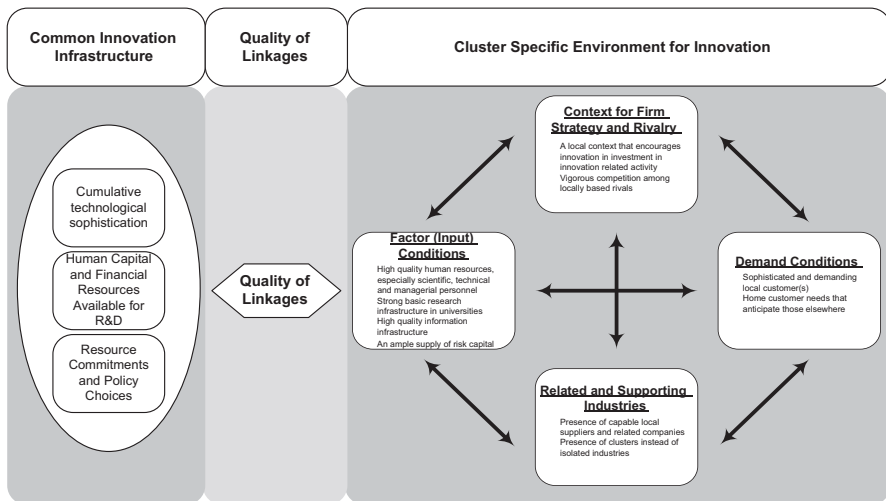 Common Innovation
Infrastructure
Quality of
Linkages
Cluster Specific Environment for Innovation
Cumulative
technological
sophistication
Human Capital
and Financial
Resources
Available for
R&D
Resource
Commitments
and Policy
Choices
Quality of
Linkages
Context for Firm
Strategy and Rivalry
A local context that encourages
innovation in investment in
innovation related activity
Vigorous competition among
locally based rivals
Factor (Input)
Conditions
High quality human resources,
especially scientific, technical
and managerial personnel
Strong basic research
infrastructure in universities
High quality information
infrastructure
An ample supply of risk capital
Demand Conditions
Sophisticated and demanding
local customer(s)
Home customer needs that
anticipate those elsewhere
Related and Supporting
Industries
Presence of capable local
suppliers and related companies
Presence of clusters instead of
isolated industries